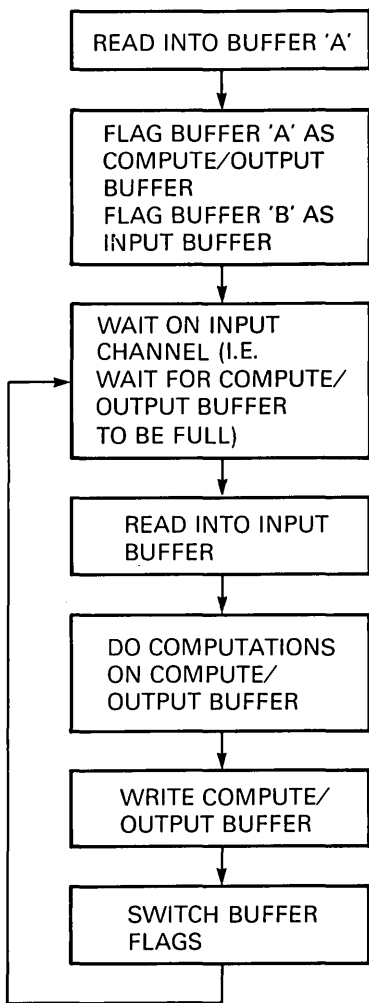 READ INTO BUFFER 'A'
FLAG BUFFER 'A' AS
COMPUTE/OUTPUT
BUFFER
FLAG BUFFER 'B' AS
INPUT BUFFER
WAIT ON INPUT
CHANNEL (I.E.
WAIT FOR COMPUTE/
OUTPUT BUFFER
TO BE FULL)
READ INTO INPUT
BUFFER
DO COMPUTATIONS
ON COMPUTE/
OUTPUT BUFFER
WRITE COMPUTE/
OUTPUT BUFFER
SWITCH BUFFER
FLAGS